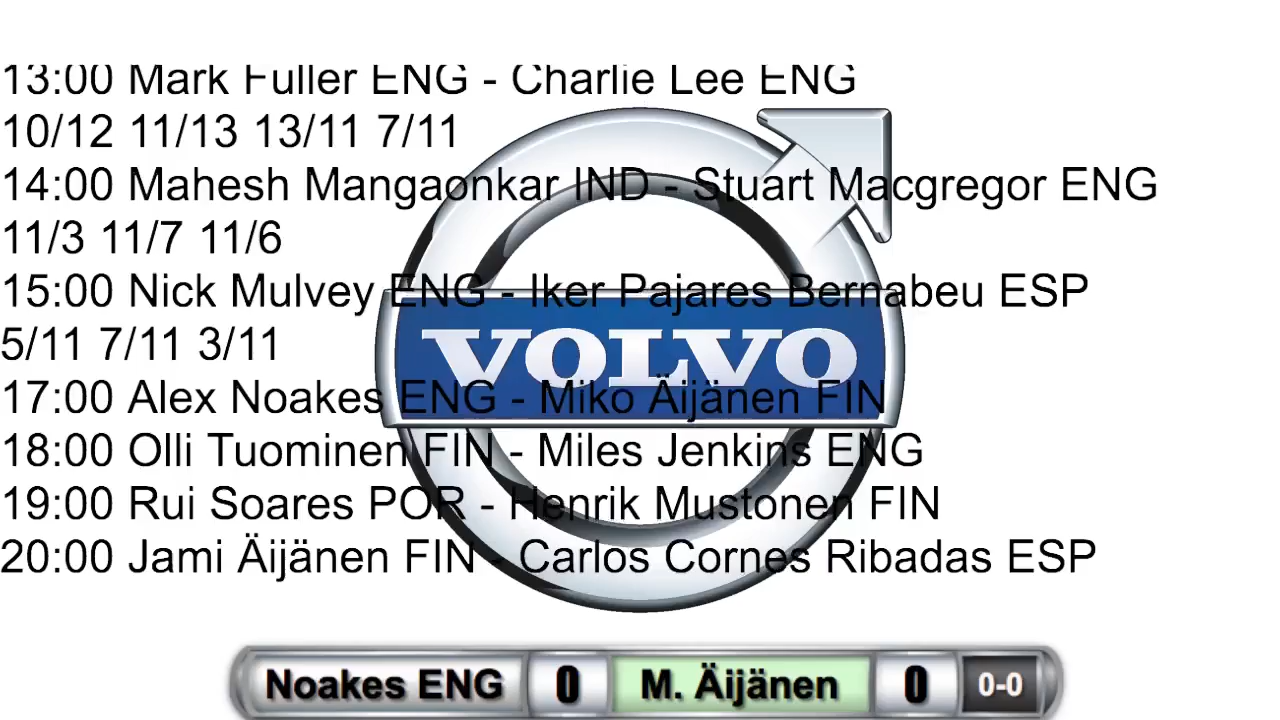 13:00 Mark Fuller ENG - Charlie Lee ENG
10/12 11/13 13/11 7/11
14:00 Mahesh Mangaonkar IND - Stuart Macgregor ENG
11/3 11/7 11/6
15:00 Nick Mulvey ENG - Iker Pajares Bernabeu ESP
5/11 7/11 3/11
VOLVO
17:00 Alex Noakes ENG - Miko Äijänen FIN
18:00 Olli Tuominen FIN - Miles Jenkins ENG
19:00 Rui Soares POR - Henrik Mustonen FIN
20:00 Jami Äijänen FIN - Carlos Cornes Ribadas ESP
Noakes ENG 0 M. Äijänen 0 0-0